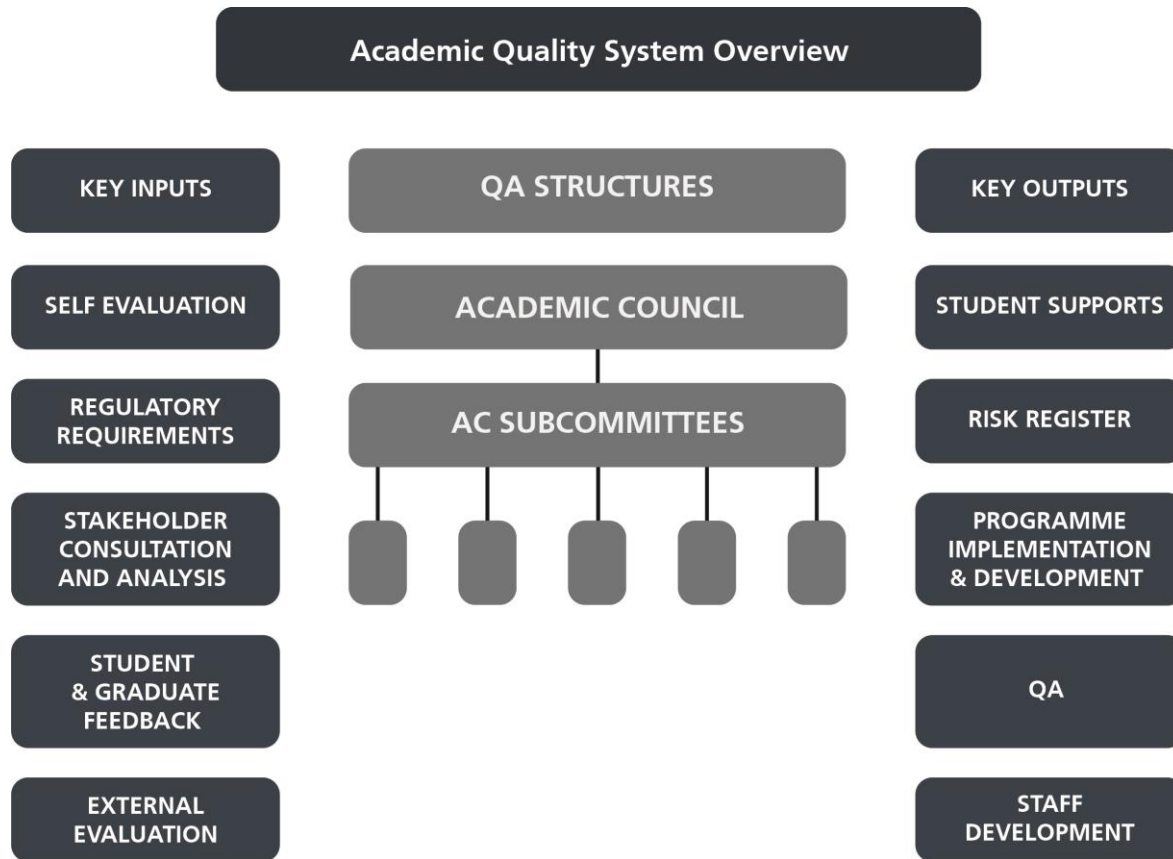 Academic Quality System Overview
KEY INPUTS
SELF EVALUATION
REGULATORY
REQUIREMENTS
STAKEHOLDER
CONSULTATION
AND ANALYSIS
STUDENT
& GRADUATE
FEEDBACK
EXTERNAL
EVALUATION
QA STRUCTURES
ACADEMIC COUNCIL
AC SUBCOMMITTEES
KEY OUTPUTS
STUDENT SUPPORTS
RISK REGISTER
PROGRAMME
IMPLEMENTATION
& DEVELOPMENT
QA
STAFF
DEVELOPMENT